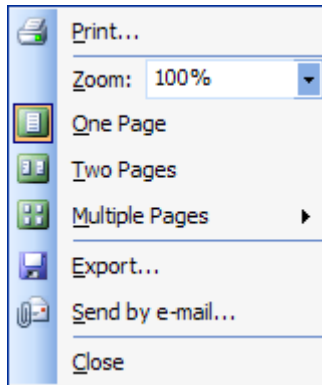 Print...
Zoom: 100%
One Page
Two Pages
Multiple Pages
Export...
Send by e-mail...
Close